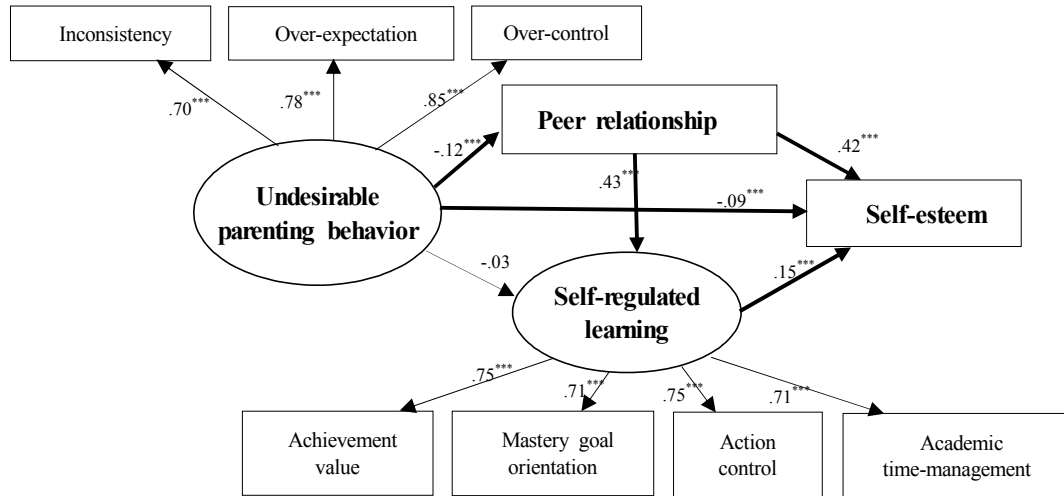 Inconsistency
Over-expectation
Over-control
.70***
.78***
.85***
Peer relationship
-.12***
.42***
.43***
Undesirable
parenting behavior
-.09***
Self-esteem
-.03
.15***
Self-regulated
learning
.75***
.71***
.75***
.71***
Achievement
value
Mastery goal
orientation
Action
control
Academic
time-management